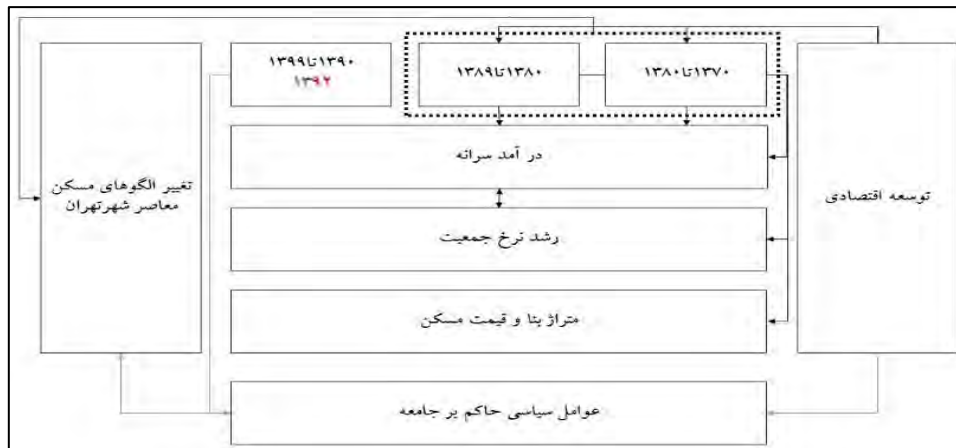 ۱۳۷۰تا۱۳۸۰
۱۳۸۰تا۱۳۸۹
۱۳۹۰تا۱۳۹۹
۱۳۹۲
توسعه اقتصادی
در آمد سرانه
رشد نرخ جمعیت
متراژ بنا و قیمت مسکن
عوامل سیاسی حاکم بر جامعه
تغییر الگوهای مسکن
معاصر شهرتهران